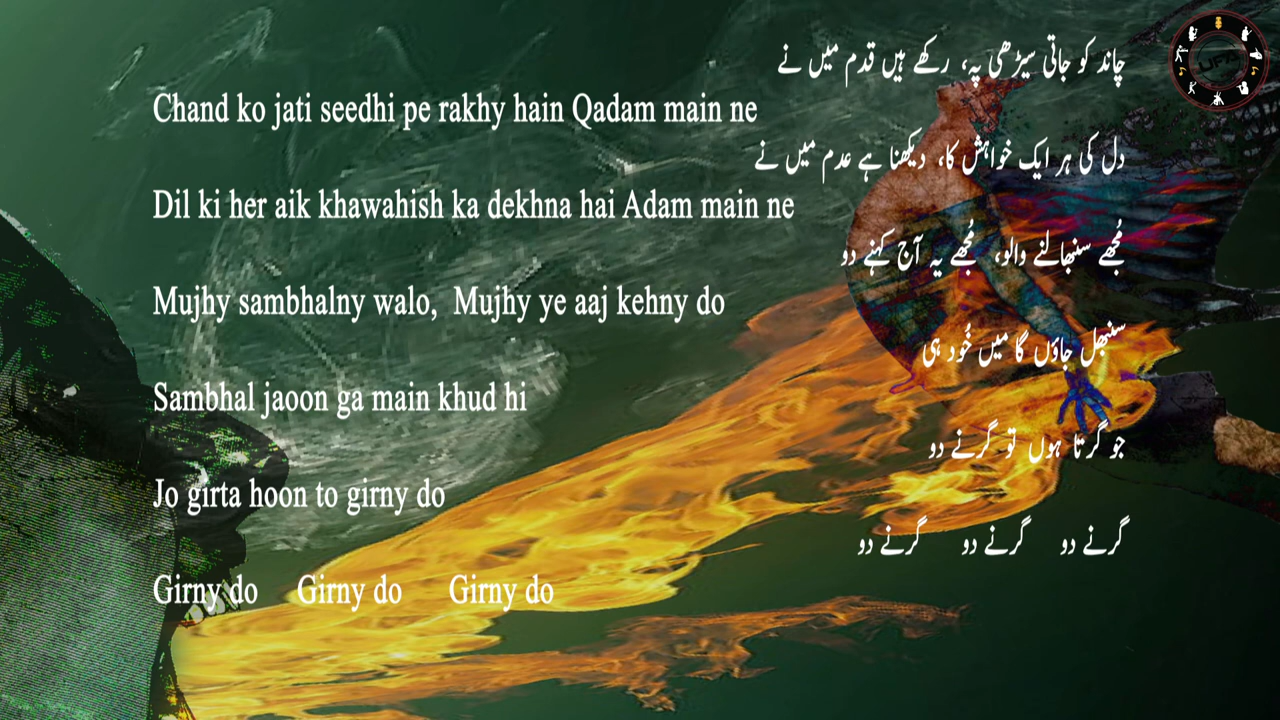 چاند کو جاتی سیڑھی پہ، رکھے ہیں قدم میں نے
Chand ko jati seedhi pe rakhy hain Qadam main ne
دل کی ہر ایک خواہش کا، دیکھنا ہے عدم میں نے
Dil ki her aik khawahish ka dekhna hai Adam main ne
مُجھے سنبھالنے والو، مُجھے یہ آج کہنے دو
Mujhy sambhalny walo, Mujhy ye aaj kehny do
سنبھل جاؤں گا میں خُود ہی
Sambhal jaoon ga main khud hi
جو گرتا ہوں تو گرنے دو
Jo girta hoon to girny do
گرنے دو گرنے دو گرنے دو
Girny do Girny do Girny do